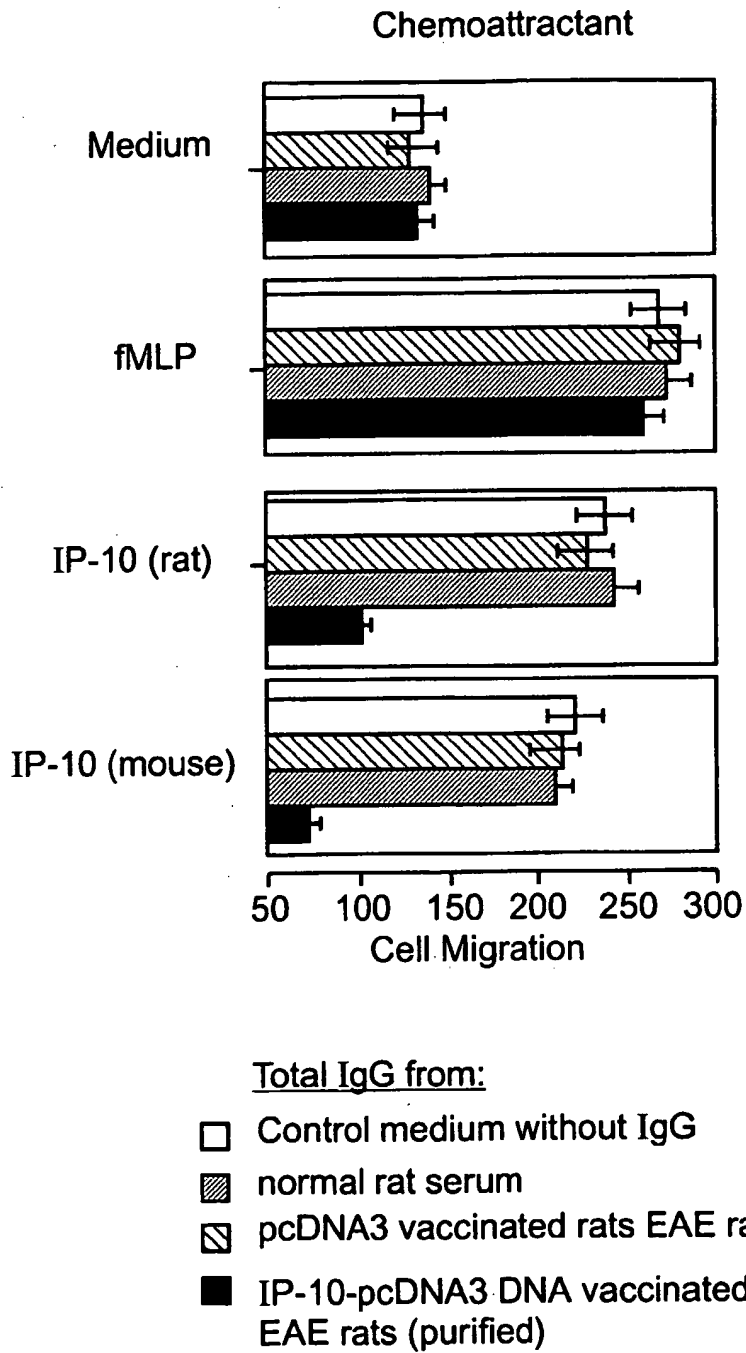 Chemoattractant
Medium
fMLP
IP-10 (rat)
IP-10 (mouse)
50 100 150 200 250 300
Cell Migration
Total IgG from:
Control medium without IgG
normal rat serum
pcDNA3 vaccinated rats EAE ra
IP-10-pcDNA3 DNA vaccinated
EAE rats (purified)